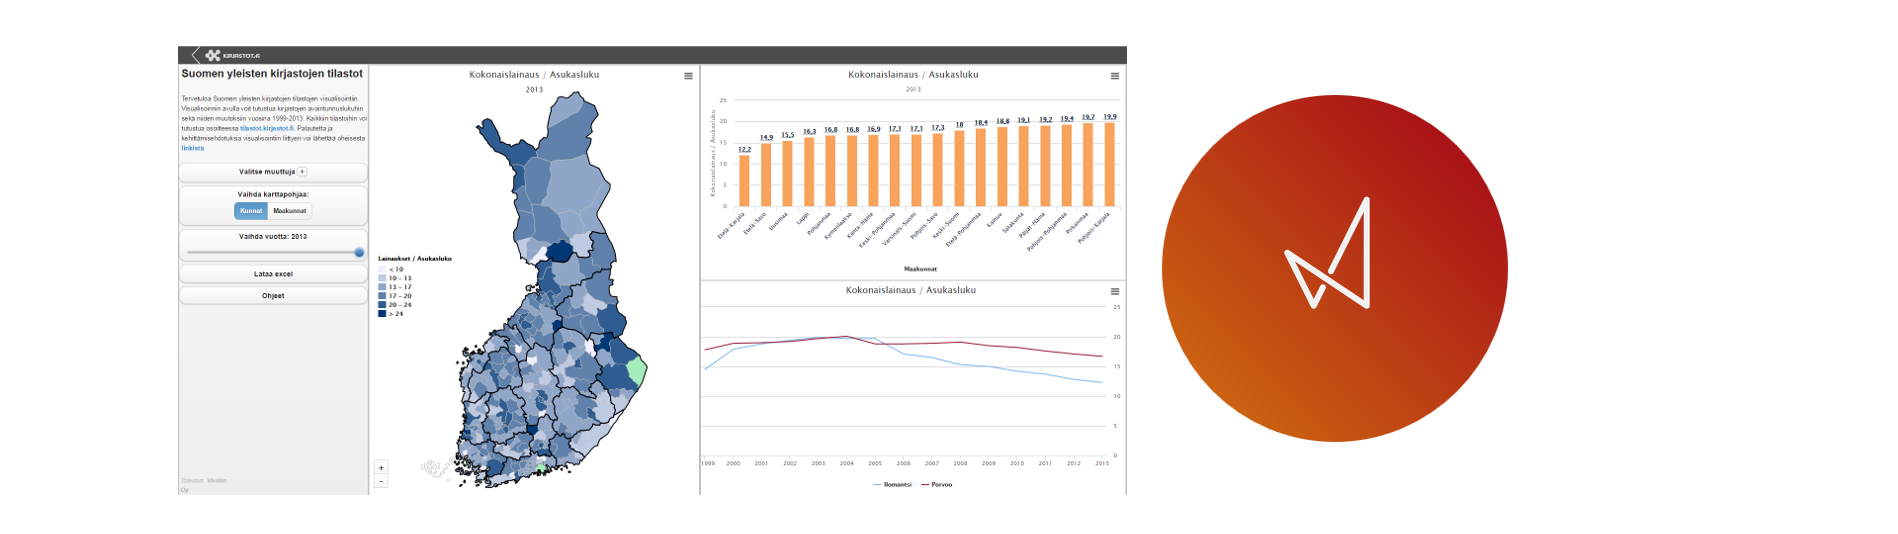 KIRJASTOT.FI
Suomen yleisten kirjastojen tilastot
Tervetuloa Suomen yleisten kirjastojen tilastojen visualisointiin.
Visualisoinnin avulla voit tutustua kirjastojen avaintunnuslukuihin
sekä niiden muutoksiin vuosina 1999-2013. Kaikkiin tilastoihin voi
tutustua osoitteessa tilastot.kirjastot.fi. Palautetta ja
kehittämisehdotuksia visualisointiin liittyen voi lähettää oheisesta
linkistä.
Valitse muuttuja +
Vaihda karttapohjaa:
Kunnat Maakunnat
Vaihda vuotta: 2013
Lataa excel
Ohjeet
Toteutus:
Oy
Kokonaislainaus / Asukasluku
2013
Lainaukset / Asukasluku
< 10
10 - 13
13 - 17
17 - 20
20 - 24
> 24
+
-
Kokonaislainaus / Asukasluku
2013
Kokonaislainaus / Asukasluku
25
20
15
10
5
0
12,2 14,9 15,5 16,3 16,8 16,8 16,9 17,1 17,1 17,3 18 18,4 18,8 19,1 19,2 19,4 19,7 19,9
Etelä-Karjala
Etelä-Savo
Uusimaa
Lappi
Pohjanmaa
Kymenlaakso
Kanta-Häme
Keski-Pohjanmaa
Varsinais-Suomi
Pohjois-Savo
Keski-Suomi
Etelä-Pohjanmaa
Kainuu
Satakunta
Päijät-Häme
Pohjois-Pohjanmaa
Pirkanmaa
Pohjois-Karjala
Maakunnat
Kokonaislainaus / Asukasluku
25
20
15
10
5
0
1999 2000 2001 2002 2003 2004 2005 2006 2007 2008 2009 2010 2011 2012 2013
Ilomantsi Porvoo